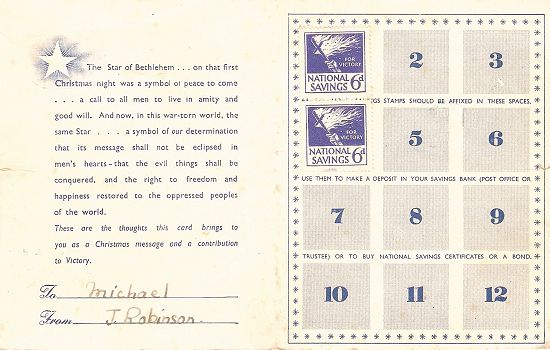 The Star of Bethlehem . . . on that first
Christmas night was a symbol of peace to come
. . . . a call to all men to live in amity and
good will. And now, in this war-torn world, the
same Star . . . . a symbol of our determination
that its message shall not be eclipsed in
men's hearts-that the evil things shall be
conquered, and the right to freedom and
happiness restored to the oppressed peoples
of the world.
These are the thoughts this card brings to
you as a Christmas message and a contribution
to Victory.
To Michael
From J. Robinson.
FOR
VICTORY
NATIONAL
SAVINGS 6d
2
3
STAMPS SHOULD BE AFFIXED IN THESE SPACES.
FOR
VICTORY
NATIONAL
SAVINGS 6d
5
6
USE THEM TO MAKE A DEPOSIT IN YOUR SAVINGS BANK (POST OFFICE OR
7
8
9
TRUSTEE) OR TO BUY NATIONAL SAVINGS CERTIFICATES OR A BOND.
10
11
12